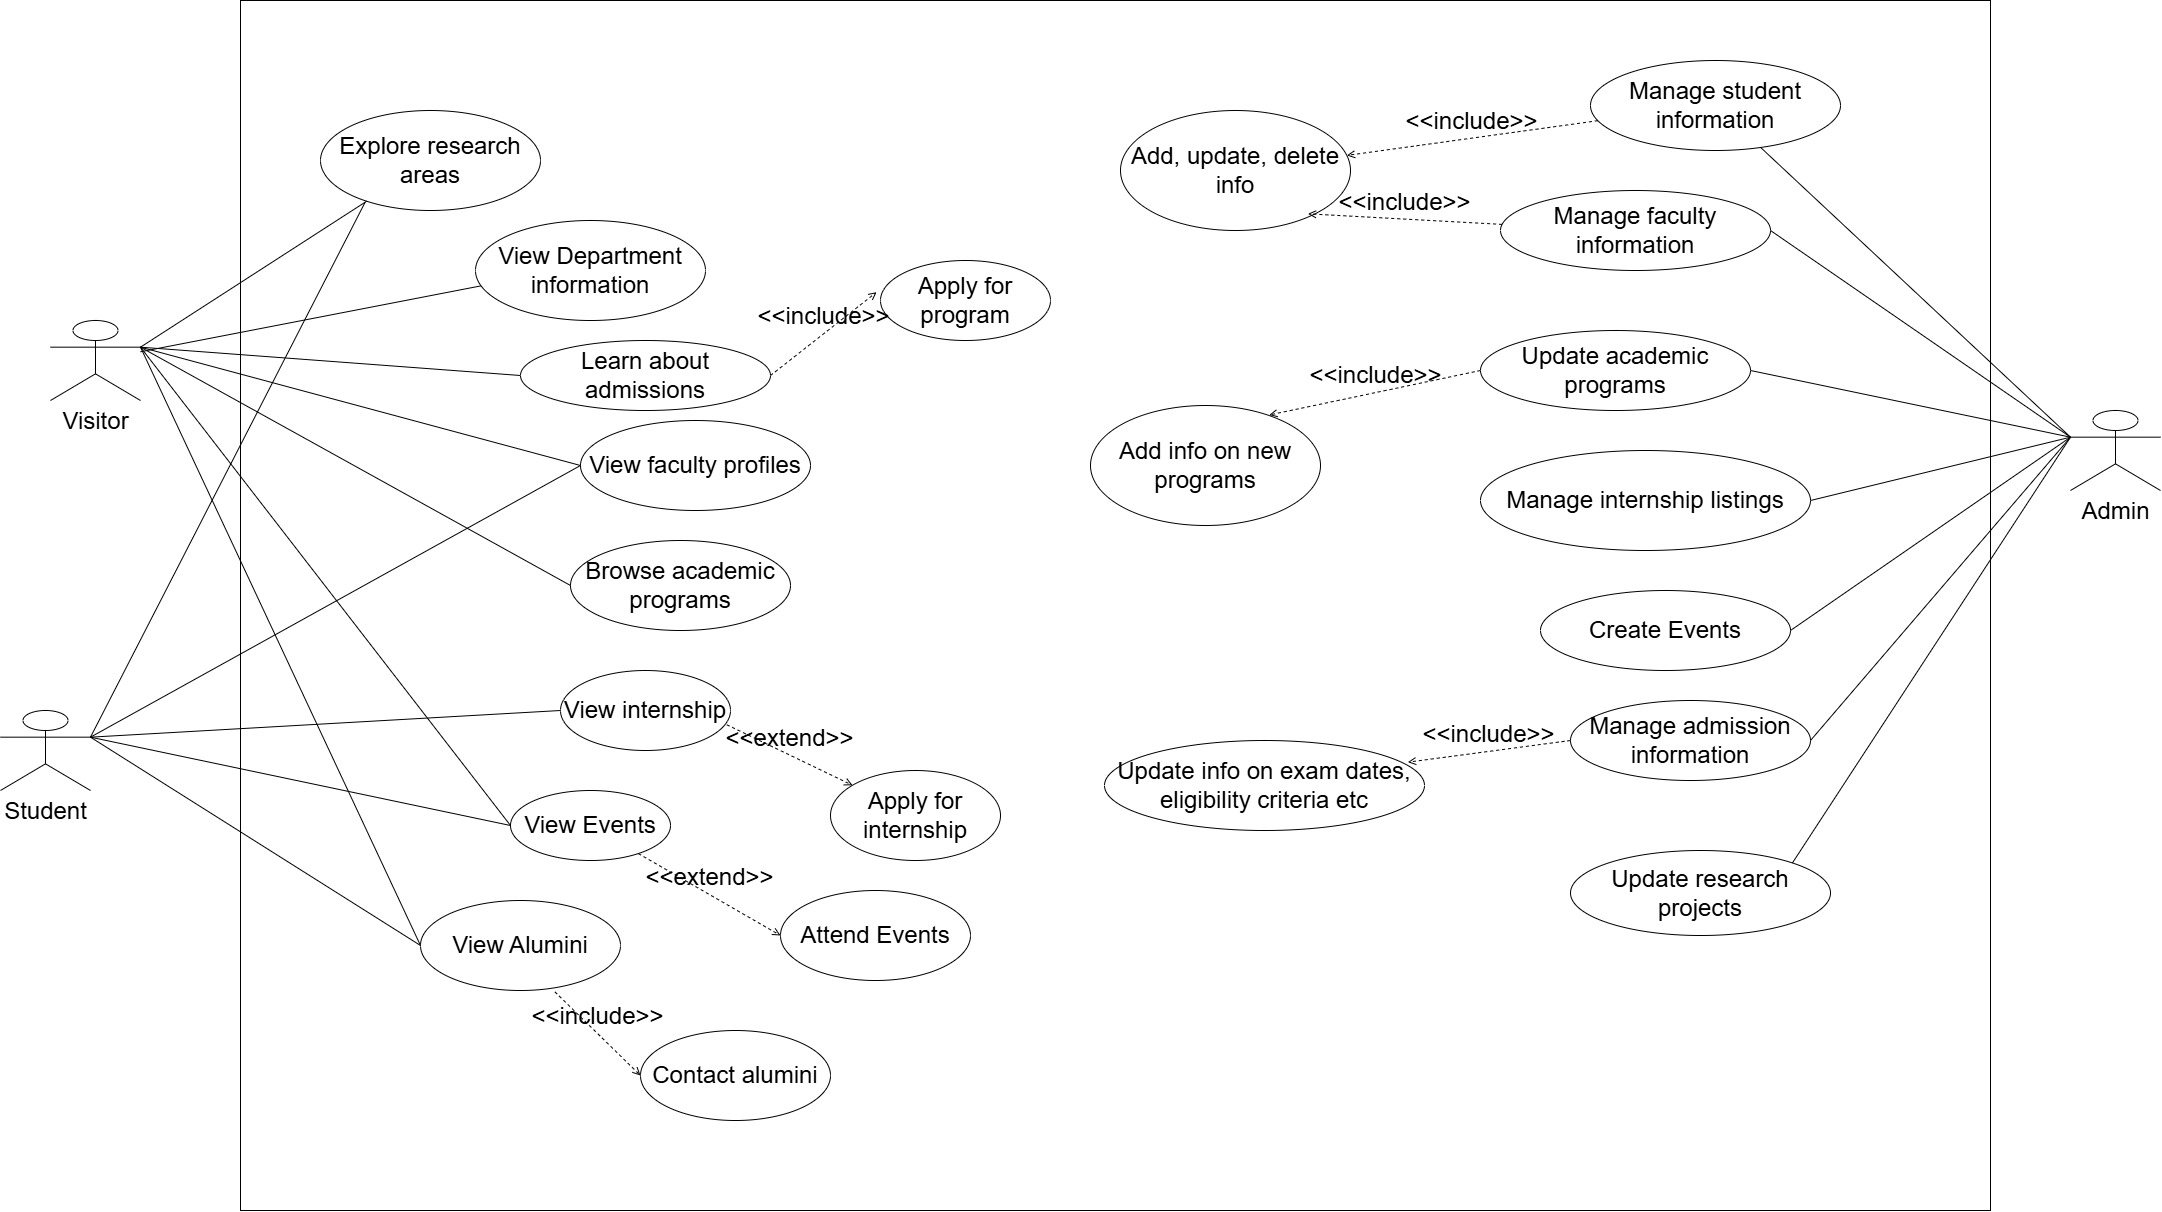 Explore research
areas
View Department
information
<<include>>
Apply for
program
Learn about
admissions
Visitor
View faculty profiles
Browse academic
programs
View internship
<<extend>>
Apply for
internship
Student
View Events
<<extend>>
Attend Events
View Alumini
<<include>>
Contact alumini
Manage student
information
<<include>>
Add, update, delete
info
<<include>>
Manage faculty
information
Update academic
programs
<<include>>
Add info on new
programs
Manage internship listings
Admin
Create Events
Manage admission
information
<<include>>
Update info on exam dates,
eligibility criteria etc
Update research
projects